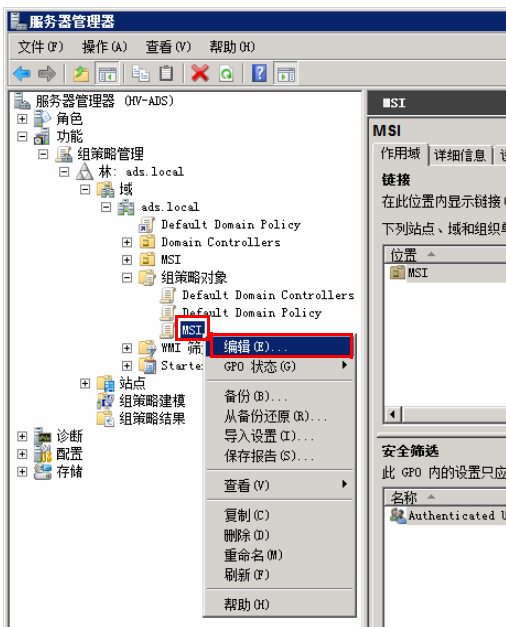 服务器管理器
文件(F) 操作(A) 查看(V) 帮助(H)
服务器管理器 (HV-ADS)
角色
功能
组策略管理
林: ads.local
域
ads.local
Default Domain Policy
Domain Controllers
MSI
组策略对象
Default Domain Controllers
Default Domain Policy
MSI
WMI 筛
Starte
站点
组策略建模
组策略结果
诊断
配置
存储
编辑(E)...
GPO 状态(G)
备份(B)...
从备份还原(R)...
导入设置(I)...
保存报告(S)...
查看(V)
复制(C)
删除(D)
重命名(M)
刷新(F)
帮助(H)
MSI
MSI
作用域 详细信息
链接
在此位置内显示链接(
下列站点、域和组织单
位置
MSI
安全筛选
此 GPO 内的设置只应
名称
Authenticated U